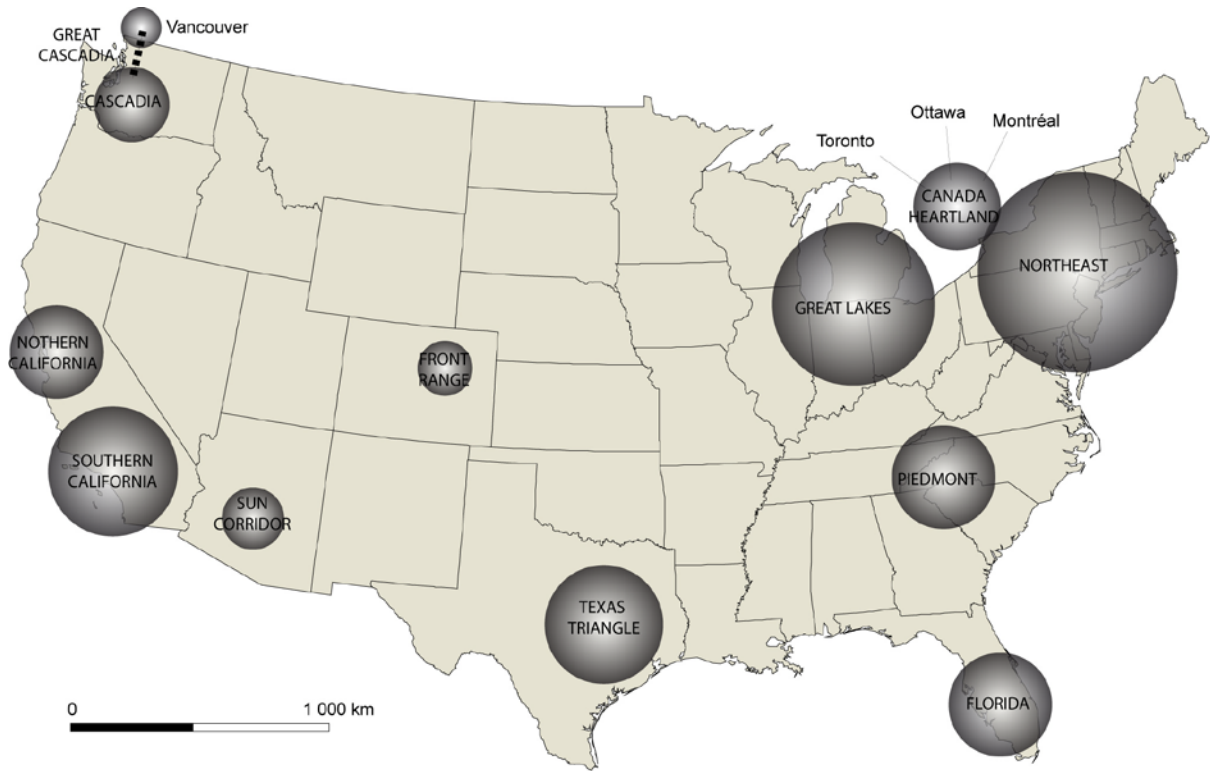 GREAT
CASCADIA
Vancouver
CASCADIA
Ottawa
Montréal
Toronto
CANADA
HEARTLAND
NORTHEAST
GREAT LAKES
NOTHERN
CALIFORNIA
FRONT
RANGE
SOUTHERN
CALIFORNIA
SUN
CORRIDOR
PIEDMONT
TEXAS
TRIANGLE
FLORIDA
0 1 000 km